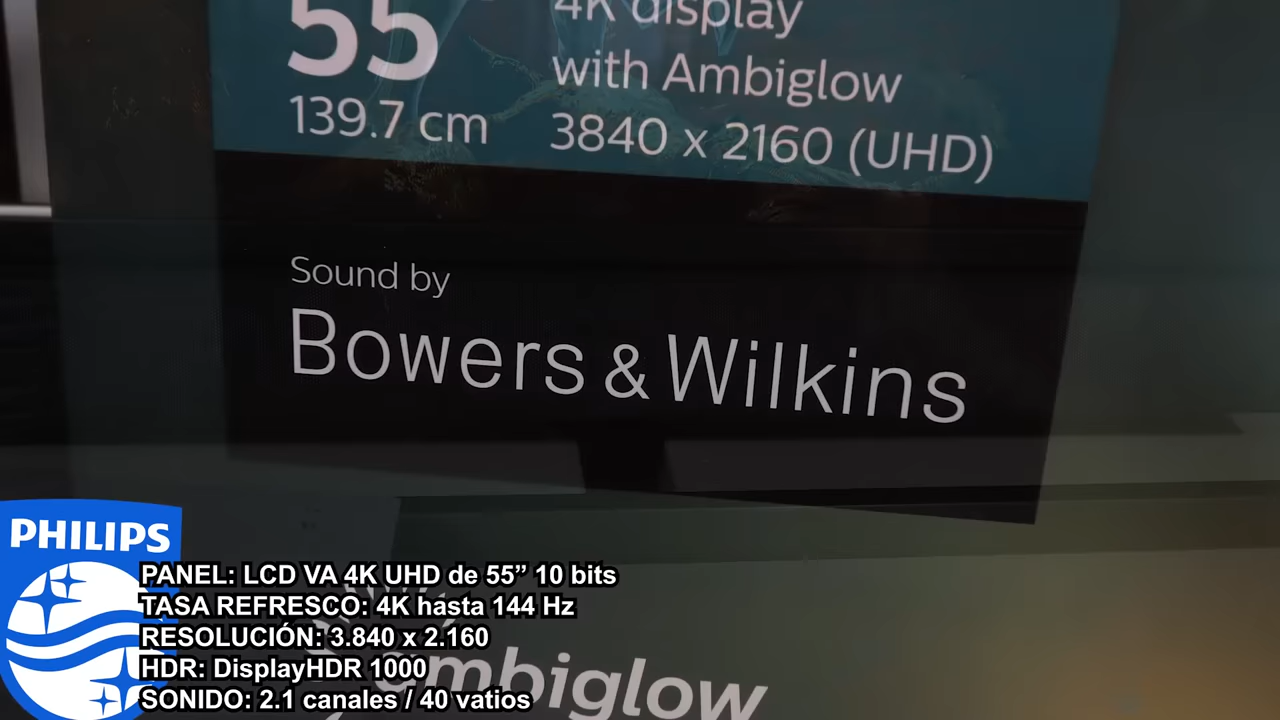 55
4K display
with Ambiglow
139.7 cm
3840 x 2160 (UHD)
Sound by
Bowers & Wilkins
PHILIPS
PANEL: LCD VA 4K UHD de 55” 10 bits
TASA REFRESCO: 4K hasta 144 Hz
RESOLUCIÓN: 3.840 x 2.160
HDR: DisplayHDR 1000
SONIDO: 2.1 canales / 40 vatios
ambiglow